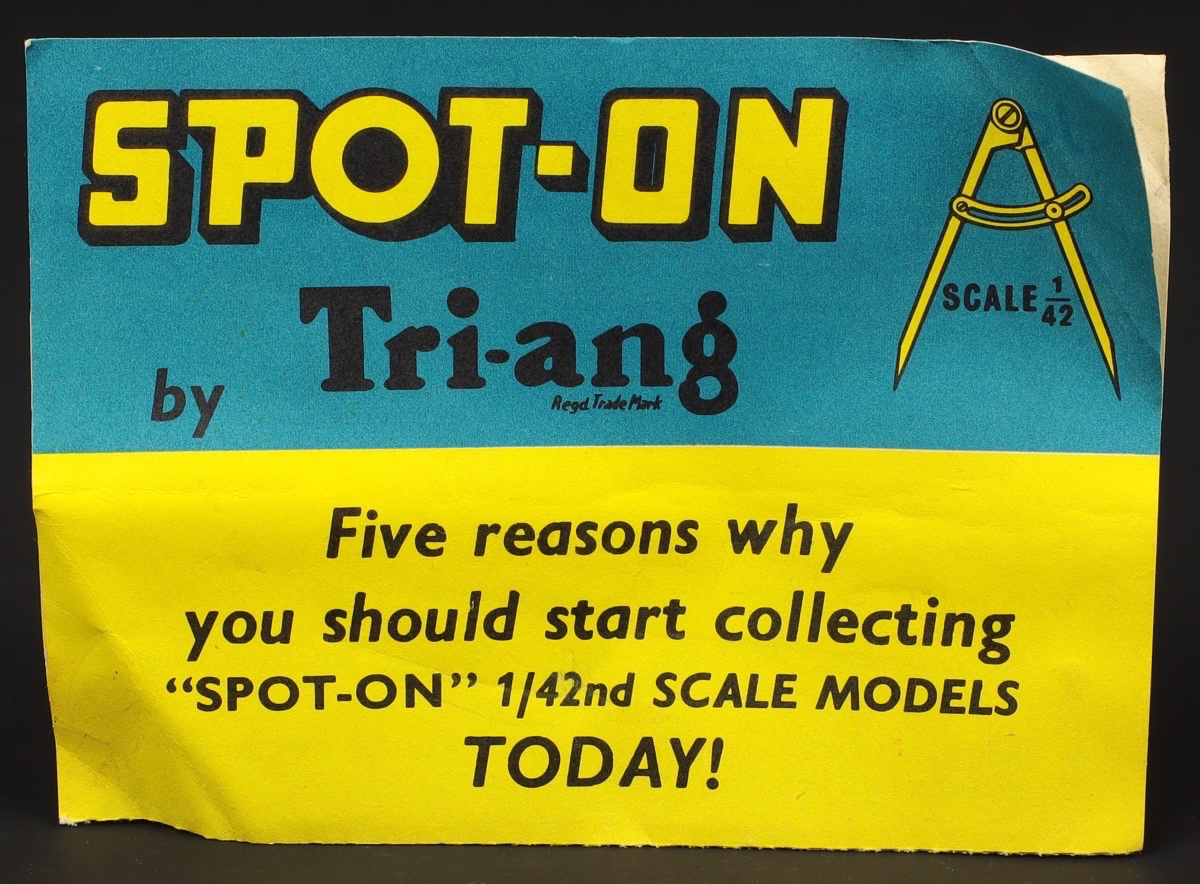 SPOT-ON
by Tri-ang
Regd. Trade Mark
SCALE 1/42
Five reasons why
you should start collecting
“SPOT-ON” 1/42nd SCALE MODELS
TODAY!